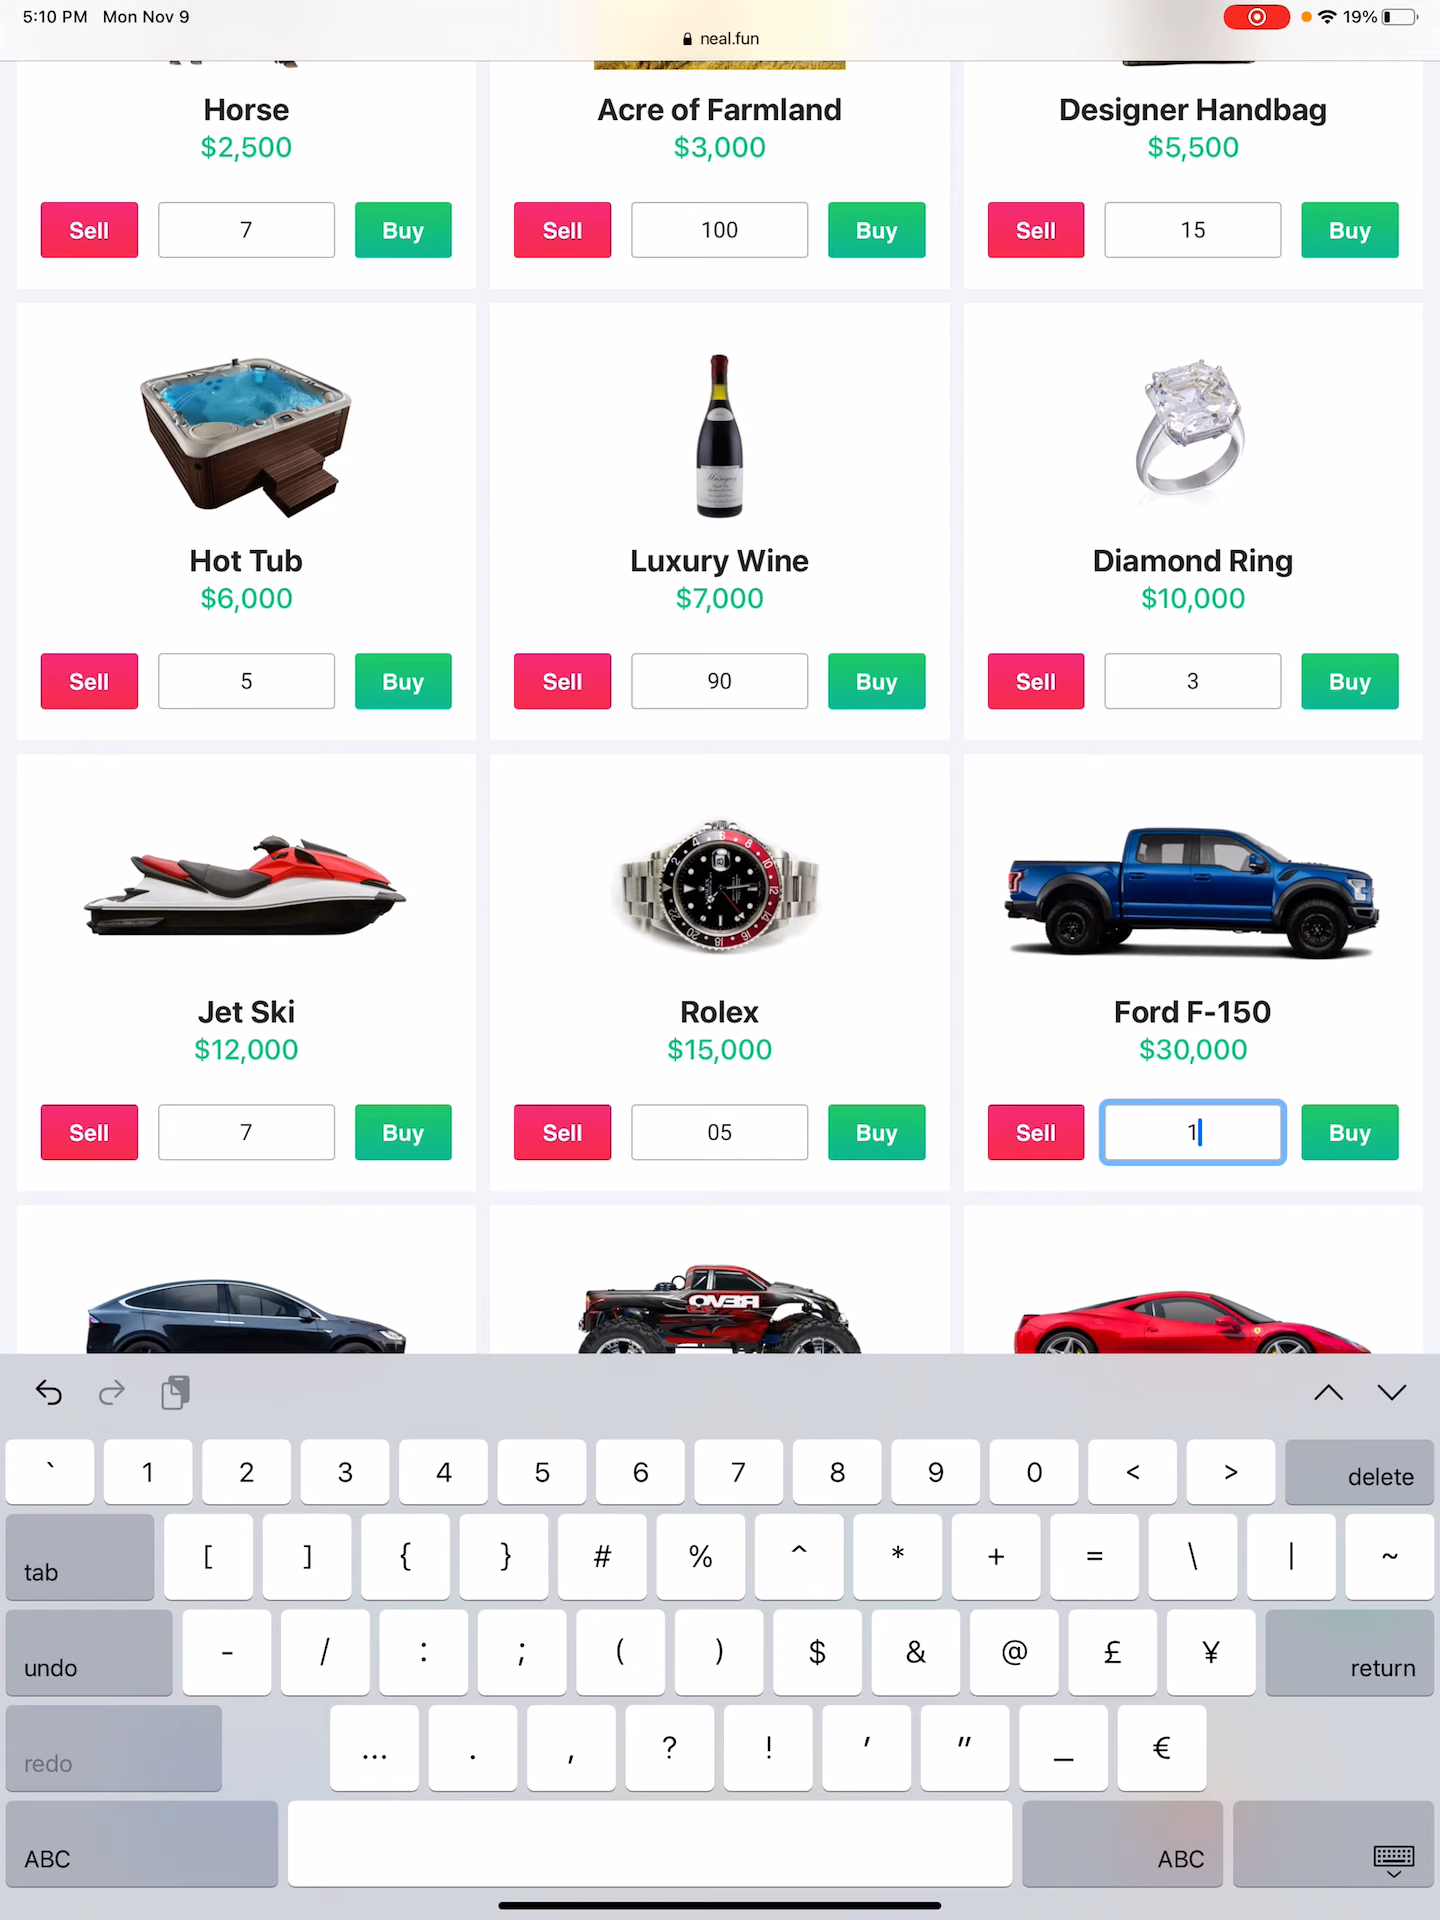 5:10 PM Mon Nov 9
19%
neal.fun
Horse
$2,500
Sell 7 Buy
Acre of Farmland
$3,000
Sell 100 Buy
Designer Handbag
$5,500
Sell 15 Buy
Hot Tub
$6,000
Sell 5 Buy
Luxury Wine
$7,000
Sell 90 Buy
Diamond Ring
$10,000
Sell 3 Buy
Jet Ski
$12,000
Sell 7 Buy
Rolex
$15,000
Sell 05 Buy
Ford F-150
$30,000
Sell 1 Buy
` 1 2 3 4 5 6 7 8 9 0 < > delete
tab [ ] { } # % ^ * + = \ | ~
undo - / : ; ( ) $ & @ £ ¥ return
redo ... . , ? ! ' " _ €
ABC ABC